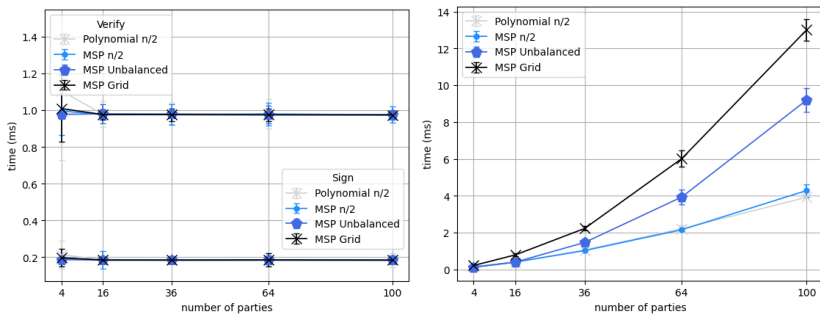 Verify
Polynomial n/2
MSP n/2
MSP Unbalanced
MSP Grid
Sign
Polynomial n/2
MSP n/2
MSP Unbalanced
MSP Grid
time (ms)
1.4
1.2
1.0
0.8
0.6
0.4
0.2
4
16
36
64
100
number of parties
Polynomial n/2
MSP n/2
MSP Unbalanced
MSP Grid
time (ms)
14
12
10
8
6
4
2
0
4
16
36
64
100
number of parties